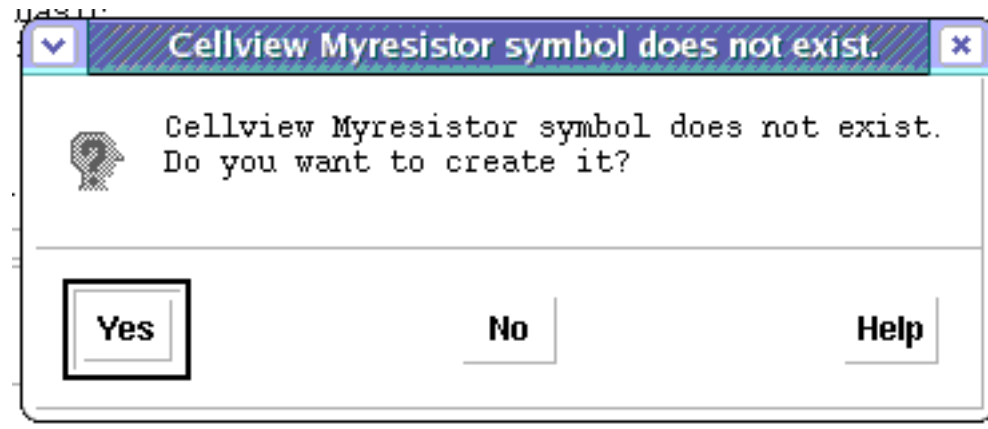 Cellview Myresistor symbol does not exist.
Cellview Myresistor symbol does not exist.
Do you want to create it?
Yes No Help